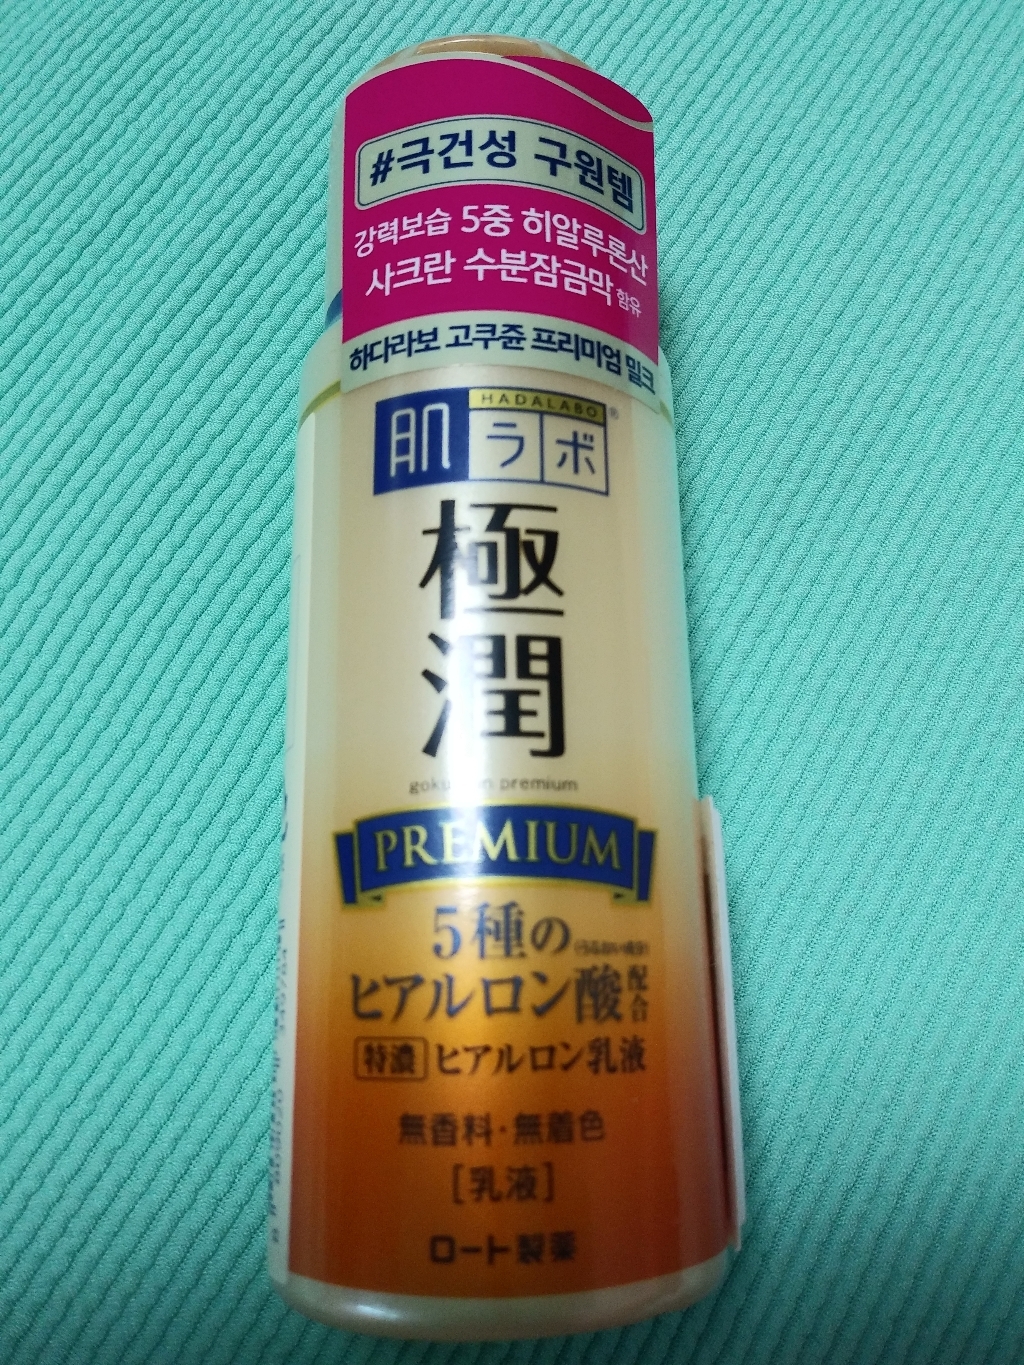 #극건성 구원템
강력보습 5중 히알루론산
사크란 수분잠금막 함유
하다라보 고쿠쥰 프리미엄 밀크
HADALABO®
肌ラボ
極
潤
premium
PREMIUM
5種の
ヒアルロン酸配合
特濃 ヒアルロン乳液
無香料・無着色
[乳液]
ロート製薬